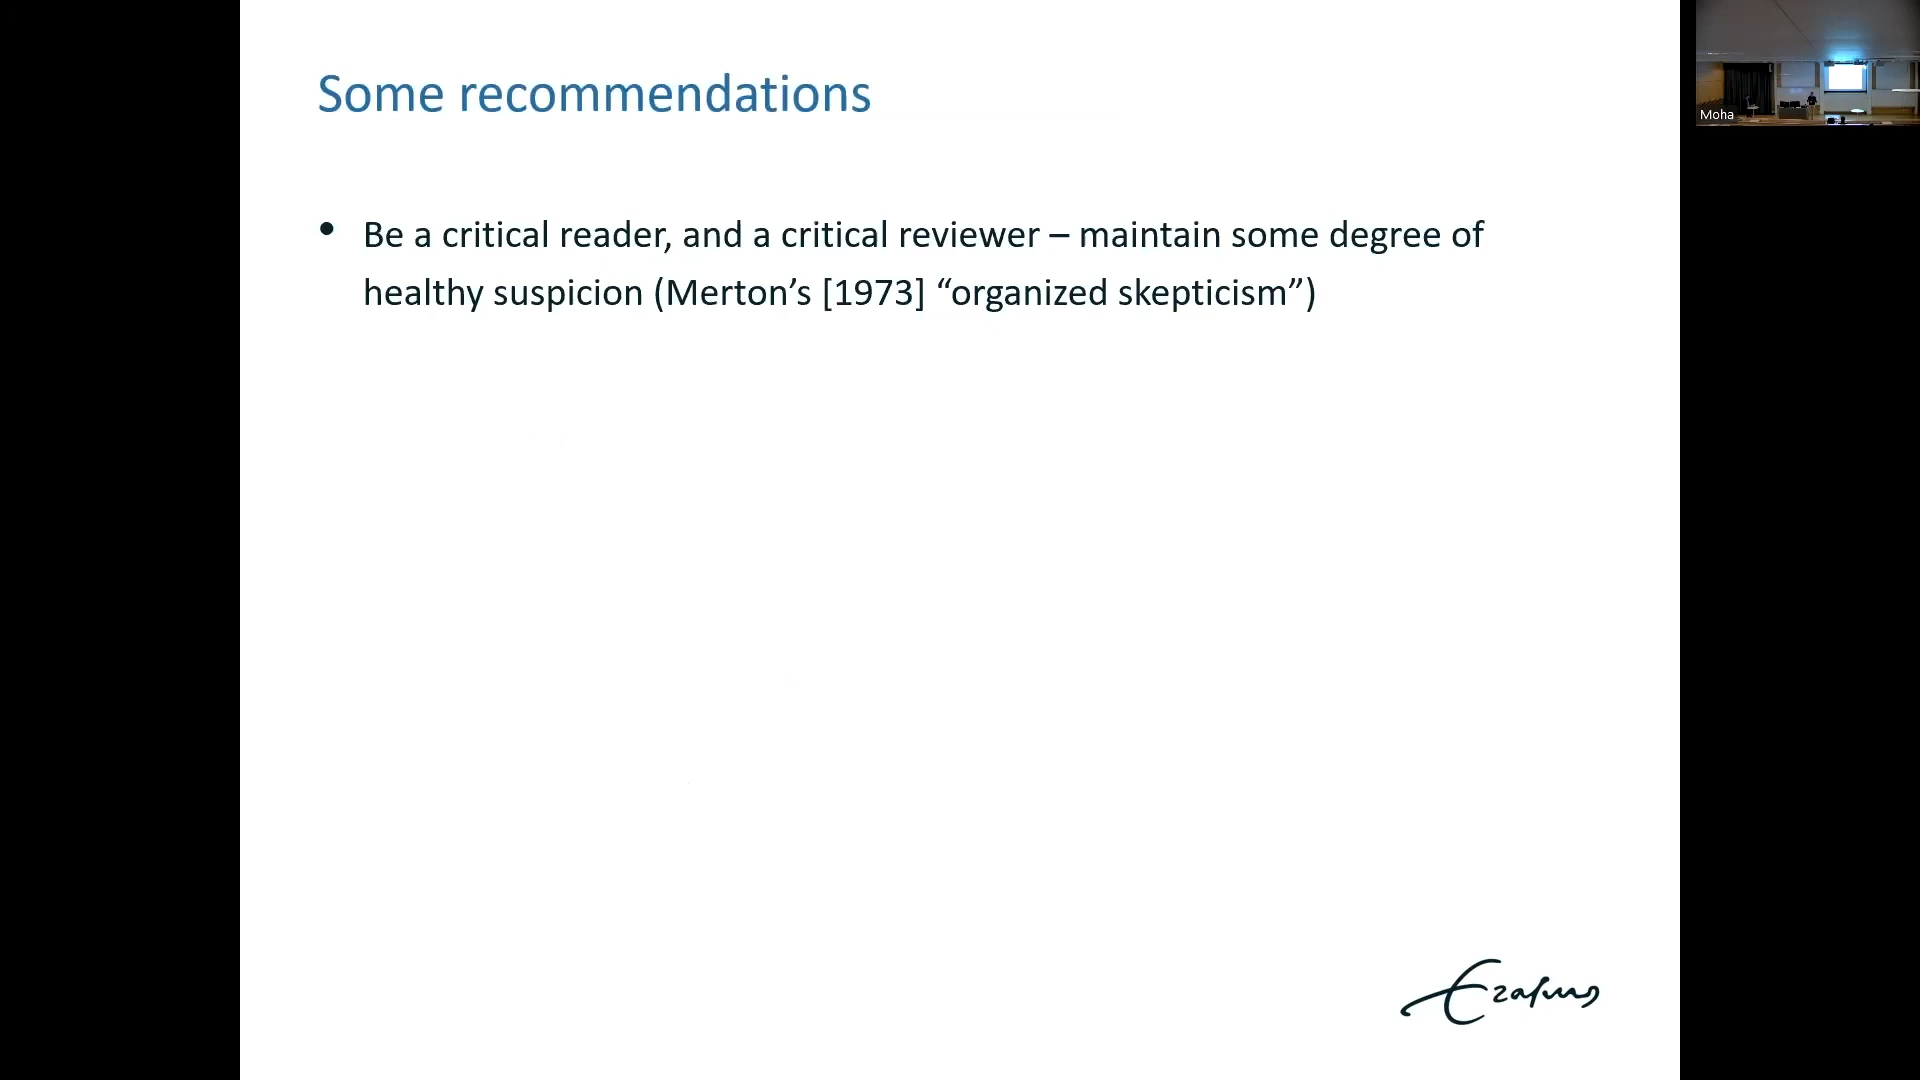 Some recommendations
• Be a critical reader, and a critical reviewer – maintain some degree of
healthy suspicion (Merton’s [1973] “organized skepticism”)
Erasmus
Moha